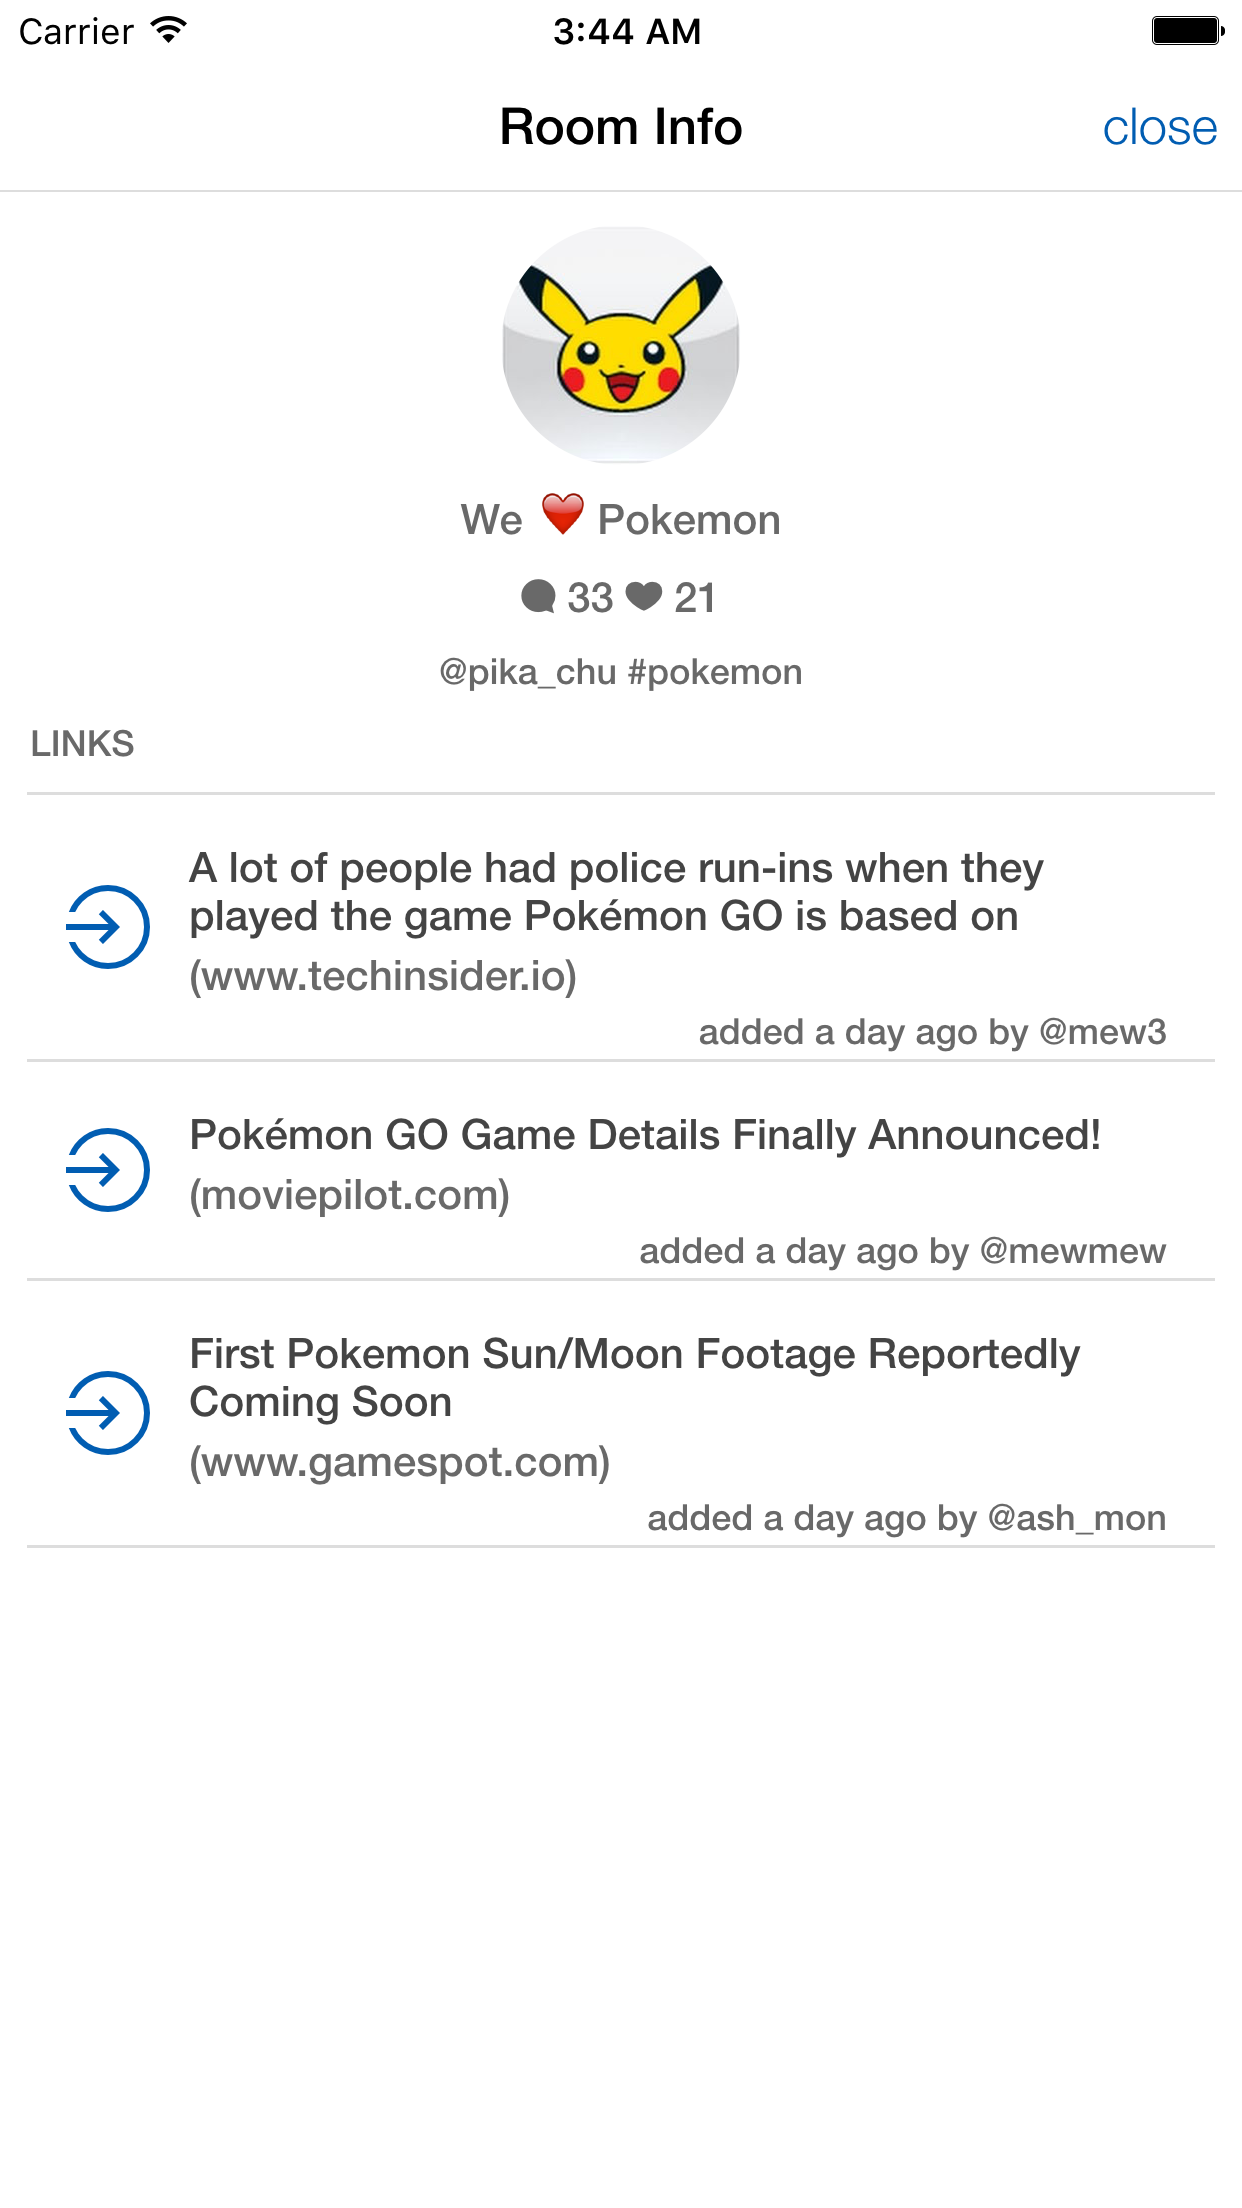 Carrier 3:44 AM
Room Info close
We ❤️ Pokemon
33 21
@pika_chu #pokemon
LINKS
A lot of people had police run-ins when they
played the game Pokémon GO is based on
(www.techinsider.io)
added a day ago by @mew3
Pokémon GO Game Details Finally Announced!
(moviepilot.com)
added a day ago by @mewmew
First Pokemon Sun/Moon Footage Reportedly
Coming Soon
(www.gamespot.com)
added a day ago by @ash_mon